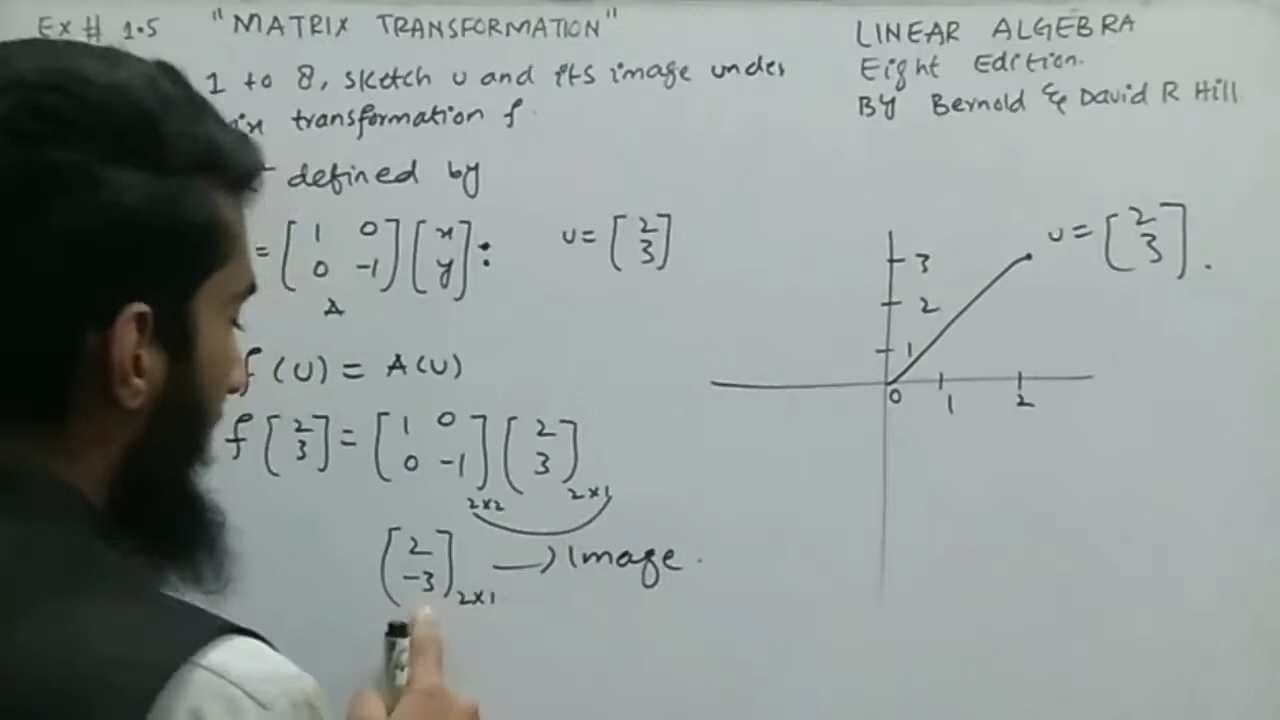 Ex # 1.5 "MATRIX TRANSFORMATION"
1 to 8, sketch u and its image under
transformation f
defined by
= [1 0 0 -1] [x y] : u = [2 3]
A
f (U) = A(U)
f [2 3] = [1 0 0 -1] [2 3]
2x2 2x1
[2 -3] 2x1 → Image.
LINEAR ALGEBRA
Eight Edition.
By Bernold & David R Hill
u = [2 3].
3
2
1
0 1 2